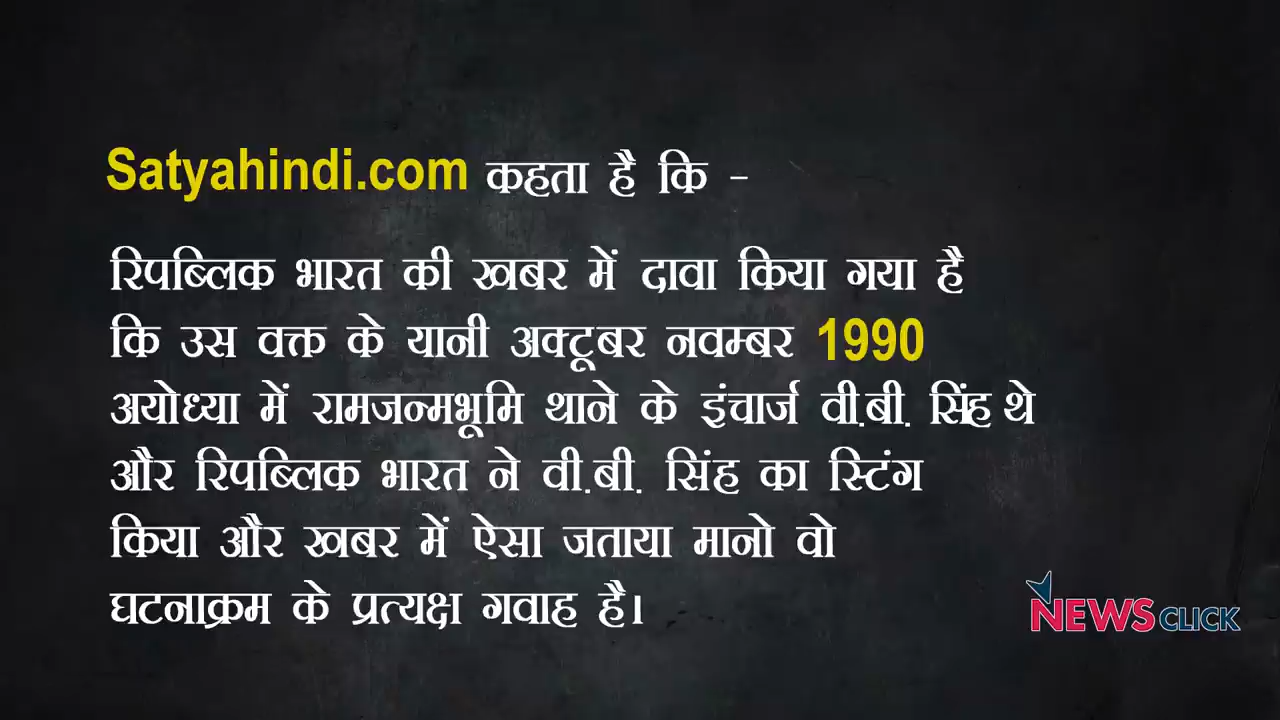 Satyahindi.com कहता है कि -
रिपब्लिक भारत की खबर में दावा किया गया है
कि उस वक्त के यानी अक्टूबर नवम्बर 1990
अयोध्या में रामजन्मभूमि थाने के इंचार्ज वी.बी. सिंह थे
और रिपब्लिक भारत ने वी.बी. सिंह का स्टिंग
किया और खबर में ऐसा जताया मानो वो
घटनाक्रम के प्रत्यक्ष गवाह है।
NEWSCLICK